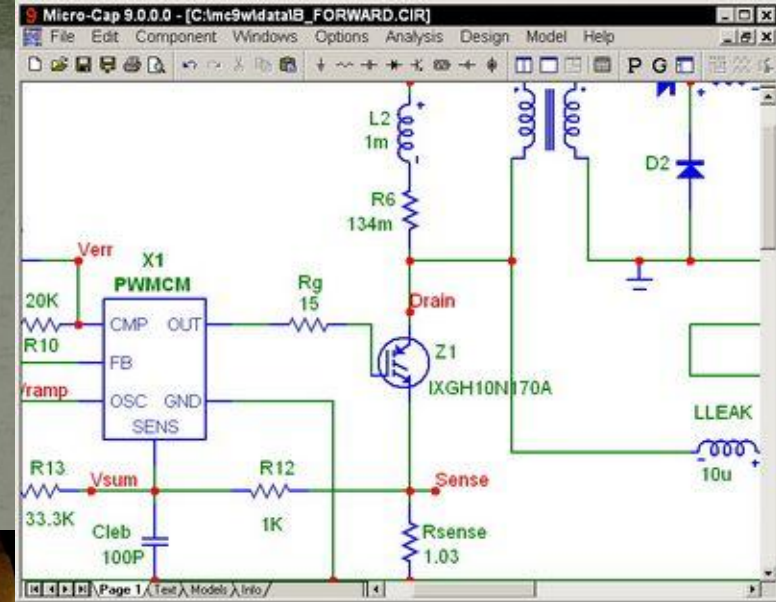 9 Micro-Cap 9.0.0.0 - [C:\mc9w\data\B_FORWARD.CIR]
File Edit Component Windows Options Analysis Design Model Help
P G
L2
1m
D2
R6
134m
Verr
X1
PWMCM
Rg
15
Drain
20K
CMP OUT
R10
Z1
FB
IXGH10N170A
Vramp
OSC GND
LLEAK
SENS
R13
Vsum
R12
Sense
10u
33.3K
1K
Cleb
100P
Rsense
1.03
Page 1 Text Models Info